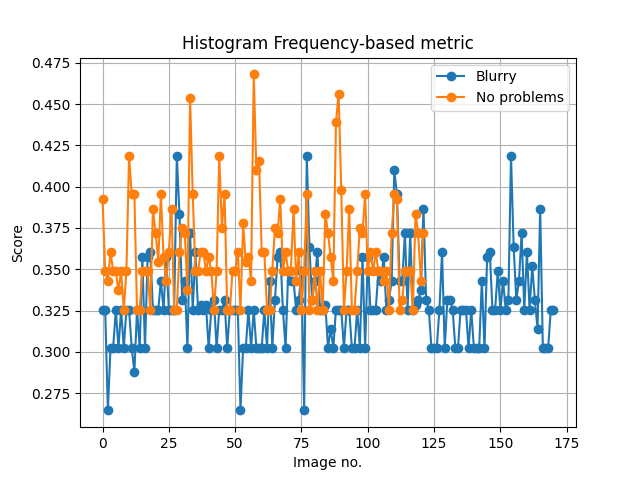 Histogram Frequency-based metric
0.475
0.450
0.425
0.400
0.375
0.350
0.325
0.300
0.275
Score
Blurry
No problems
0 25 50 75 100 125 150 175
Image no.